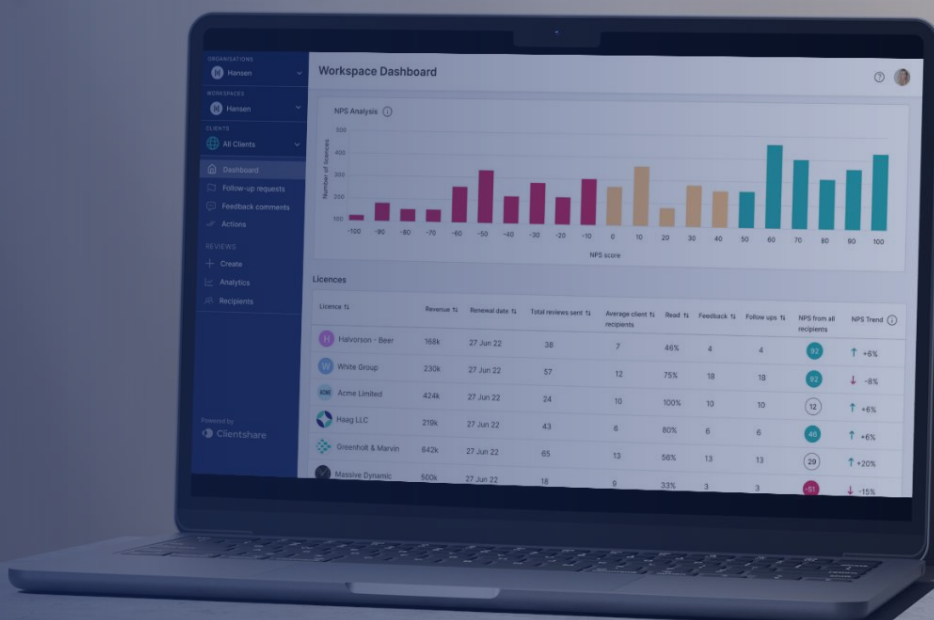 ORGANISATIONS
H Hansen
WORKSPACES
H Hansen
CLIENTS
All Clients
Dashboard
Follow-up requests
Feedback comments
Actions
REVIEWS
Create
Analytics
Recipients
Powered by
Clientshare
Workspace Dashboard
NPS Analysis
Number of licences
500
400
300
200
100
-100 -90 -80 -70 -60 -50 -40 -30 -20 -10 0 10 20 30 40 50 60 70 80 90 100
NPS score
Licences
Licence Revenue Renewal date Total reviews sent Average client recipients Read Feedback Follow ups NPS from all recipients NPS Trend
H Halvorson - Beer 168k 27 Jun 22 38 7 46% 4 4 92 +6%
W White Group 230k 27 Jun 22 57 12 75% 18 18 92 -8%
ACME Acme Limited 424k 27 Jun 22 24 10 100% 10 10 12 +6%
Haag LLC 219k 27 Jun 22 43 6 80% 6 6 +6%
Greenholt & Marvin 642k 27 Jun 22 65 13 56% 13 13 29 +20%
Massive Dynamic 560k 27 Jun 22 18 9 33% 3 3 -51 -15%